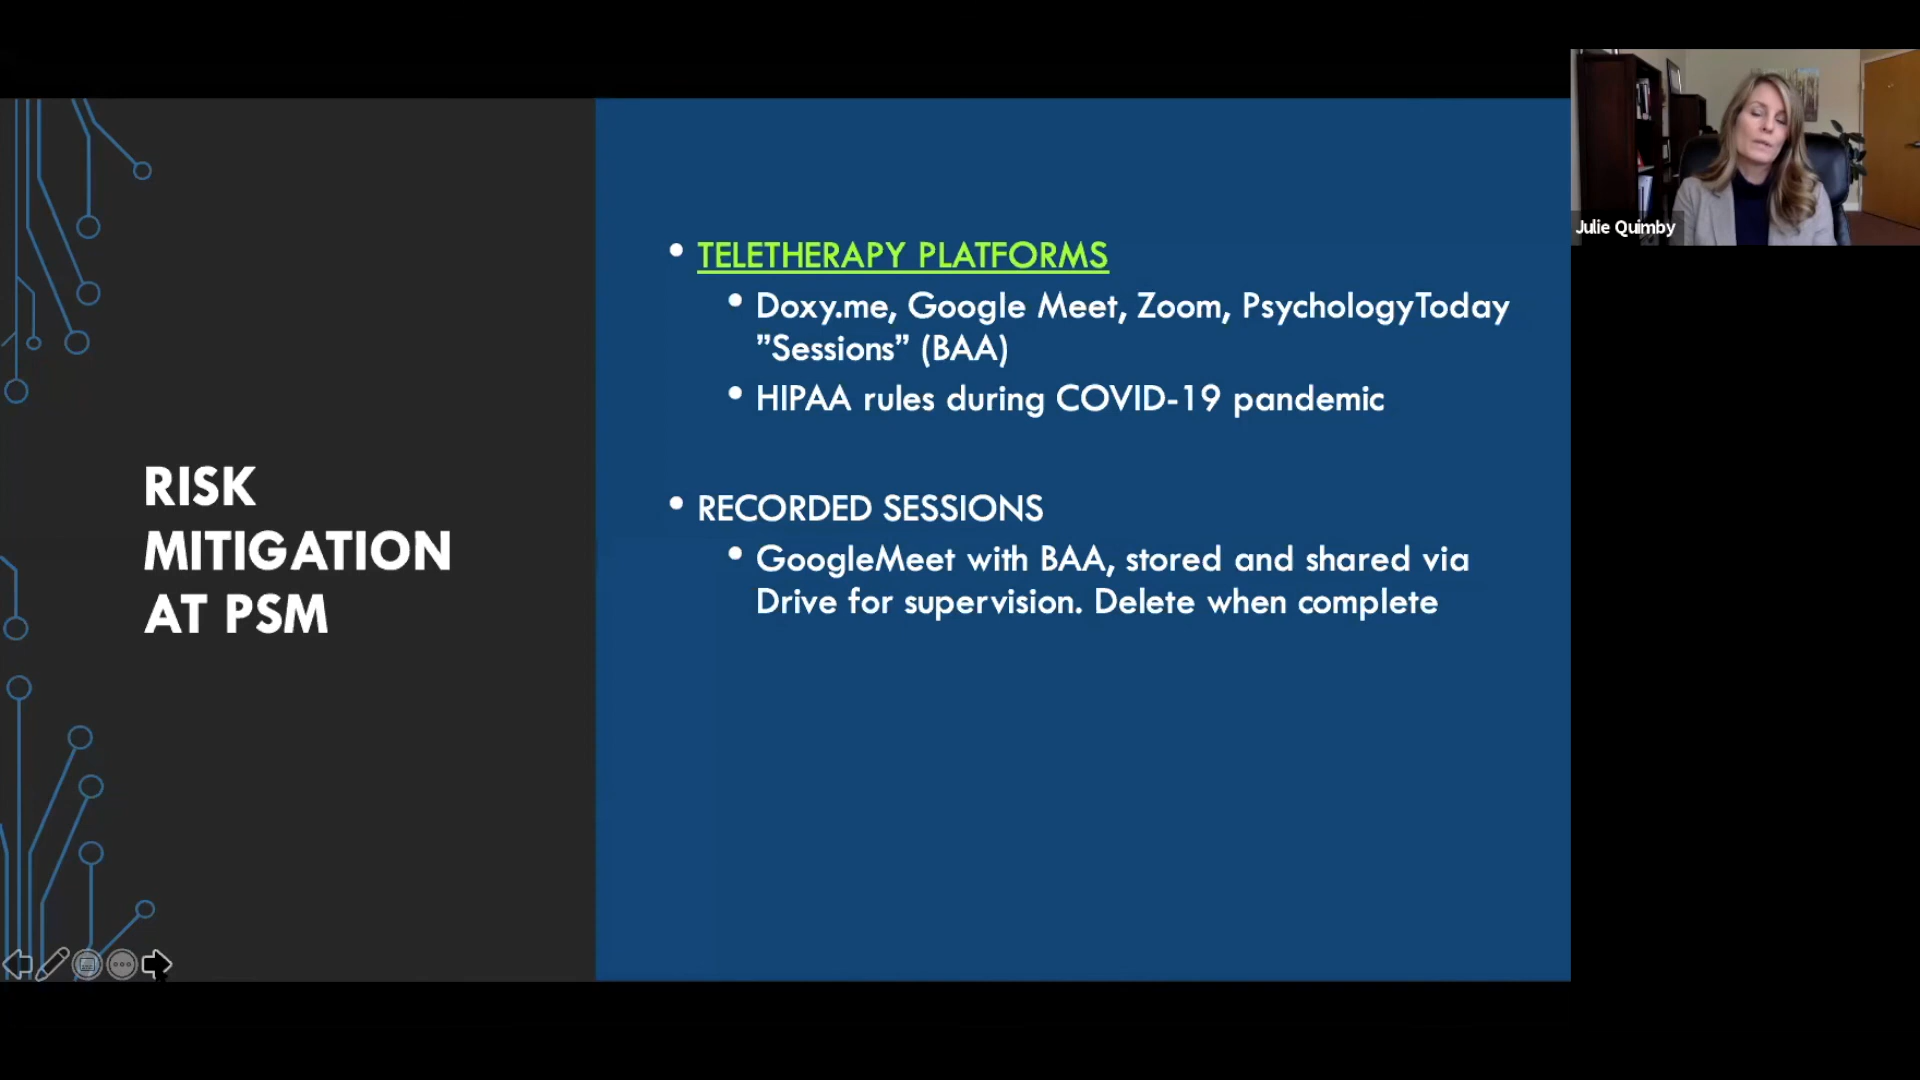 RISK
MITIGATION
AT PSM
• TELETHERAPY PLATFORMS
• Doxy.me, Google Meet, Zoom, PsychologyToday
”Sessions” (BAA)
• HIPAA rules during COVID-19 pandemic
• RECORDED SESSIONS
• GoogleMeet with BAA, stored and shared via
Drive for supervision. Delete when complete
Julie Quimby